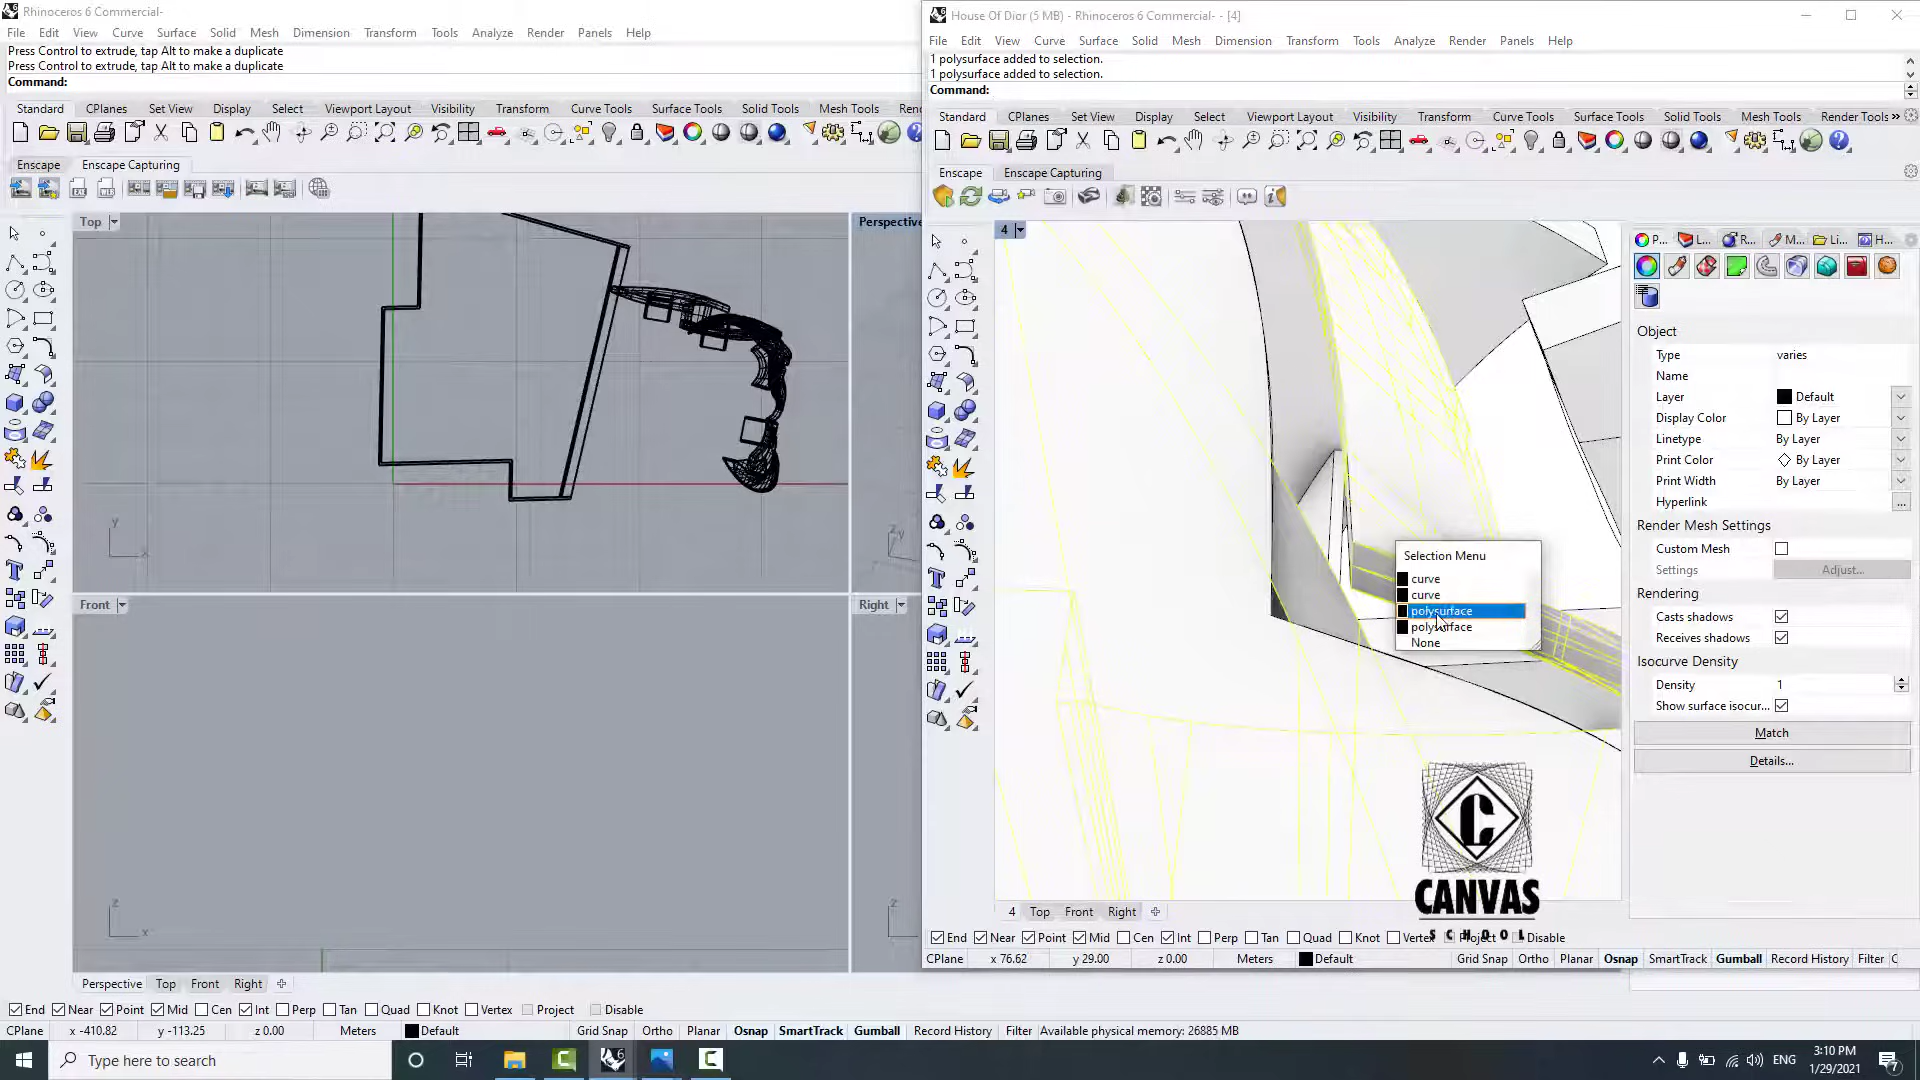 Rhinoceros 6 Commercial-
File Edit View Curve Surface Solid Mesh Dimension Transform Tools Analyze Render Panels Help
Press Control to extrude, tap Alt to make a duplicate
Press Control to extrude, tap Alt to make a duplicate
Command:
Standard CPlanes Set View Display Select Viewport Layout Visibility Transform Curve Tools Surface Tools Solid Tools Mesh Tools
Enscape Enscape Capturing
Top
Perspective
Front
Right
y
x
z
x
z
y
z
Perspective Top Front Right
End Near Point Mid Cen Int Perp Tan Quad Knot Vertex Project Disable
CPlane x -410.82 y -113.25 z 0.00 Meters Default Grid Snap Ortho Planar Osnap SmartTrack Gumball Record History Filter Available physical memory: 26885 MB
House Of Dior (5 MB) - Rhinoceros 6 Commercial- - [4]
File Edit View Curve Surface Solid Mesh Dimension Transform Tools Analyze Render Panels Help
1 polysurface added to selection.
1 polysurface added to selection.
Command:
Standard CPlanes Set View Display Select Viewport Layout Visibility Transform Curve Tools Surface Tools Solid Tools Mesh Tools Render Tools »
Enscape Enscape Capturing
4
Selection Menu
curve
curve
polysurface
polysurface
None
P... L... R... M... Li... H...
Object
Type varies
Name
Layer Default
Display Color By Layer
Linetype By Layer
Print Color By Layer
Print Width By Layer
Hyperlink ...
Render Mesh Settings
Custom Mesh
Settings Adjust...
Rendering
Casts shadows
Receives shadows
Isocurve Density
Density 1
Show surface isocur...
Match
Details...
CANVAS
SCHOOL
4 Top Front Right
End Near Point Mid Cen Int Perp Tan Quad Knot Vertex Project Disable
CPlane x 76.62 y 29.00 z 0.00 Meters Default Grid Snap Ortho Planar Osnap SmartTrack Gumball Record History Filter C
Type here to search
ENG
3:10 PM
1/29/2021
7